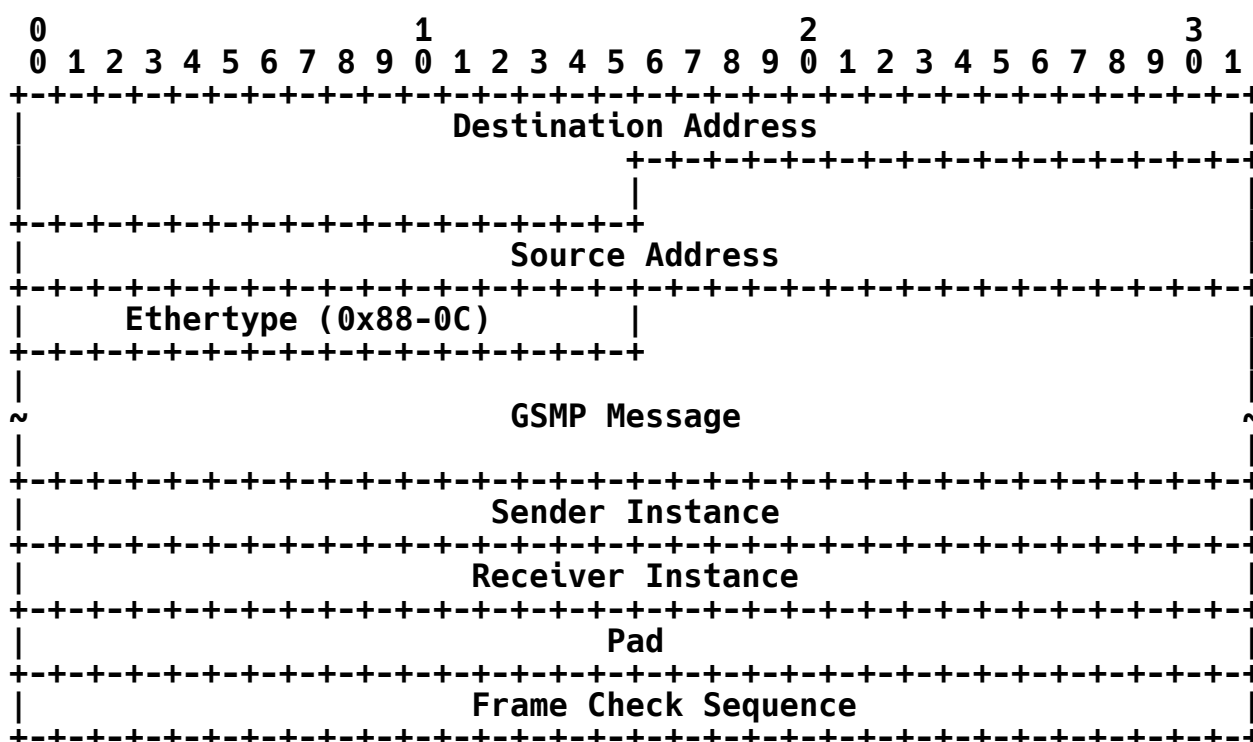 0                   1                   2                   3
 0 1 2 3 4 5 6 7 8 9 0 1 2 3 4 5 6 7 8 9 0 1 2 3 4 5 6 7 8 9 0 1
+-+-+-+-+-+-+-+-+-+-+-+-+-+-+-+-+-+-+-+-+-+-+-+-+-+-+-+-+-+-+-+-+
|                      Destination Address                      |
|                               +-+-+-+-+-+-+-+-+-+-+-+-+-+-+-+-+
|                               |                               |
+-+-+-+-+-+-+-+-+-+-+-+-+-+-+-+-+                               |
|                         Source Address                        |
+-+-+-+-+-+-+-+-+-+-+-+-+-+-+-+-+-+-+-+-+-+-+-+-+-+-+-+-+-+-+-+-+
|     Ethertype (0x88-0C)       |                               |
+-+-+-+-+-+-+-+-+-+-+-+-+-+-+-+-+                               |
|                                                               |
~                         GSMP Message                          ~
|                                                               |
+-+-+-+-+-+-+-+-+-+-+-+-+-+-+-+-+-+-+-+-+-+-+-+-+-+-+-+-+-+-+-+-+
|                        Sender Instance                        |
+-+-+-+-+-+-+-+-+-+-+-+-+-+-+-+-+-+-+-+-+-+-+-+-+-+-+-+-+-+-+-+-+
|                       Receiver Instance                       |
+-+-+-+-+-+-+-+-+-+-+-+-+-+-+-+-+-+-+-+-+-+-+-+-+-+-+-+-+-+-+-+-+
|                              Pad                              |
+-+-+-+-+-+-+-+-+-+-+-+-+-+-+-+-+-+-+-+-+-+-+-+-+-+-+-+-+-+-+-+-+
|                       Frame Check Sequence                    |
+-+-+-+-+-+-+-+-+-+-+-+-+-+-+-+-+-+-+-+-+-+-+-+-+-+-+-+-+-+-+-+-+